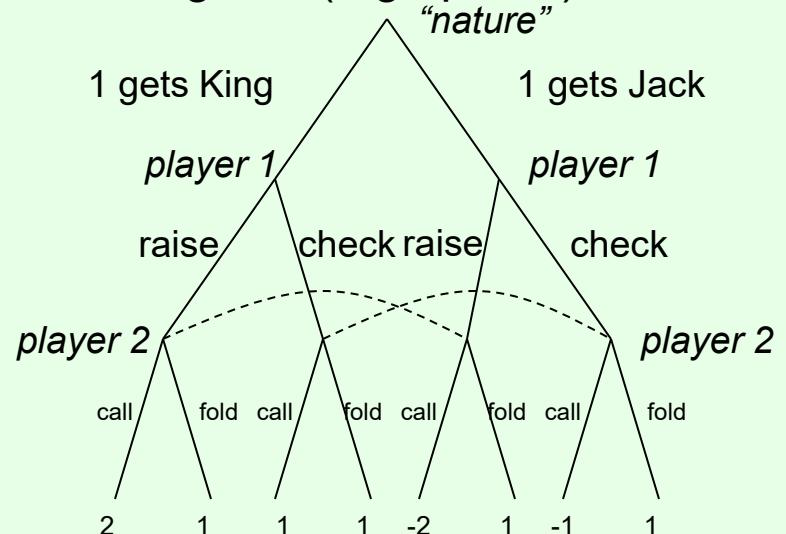 “nature”
1 gets King 1 gets Jack
player 1 player 1
raise check raise check
player 2 player 2
call fold call fold call fold call fold
2 1 1 1 -2 1 -1 1